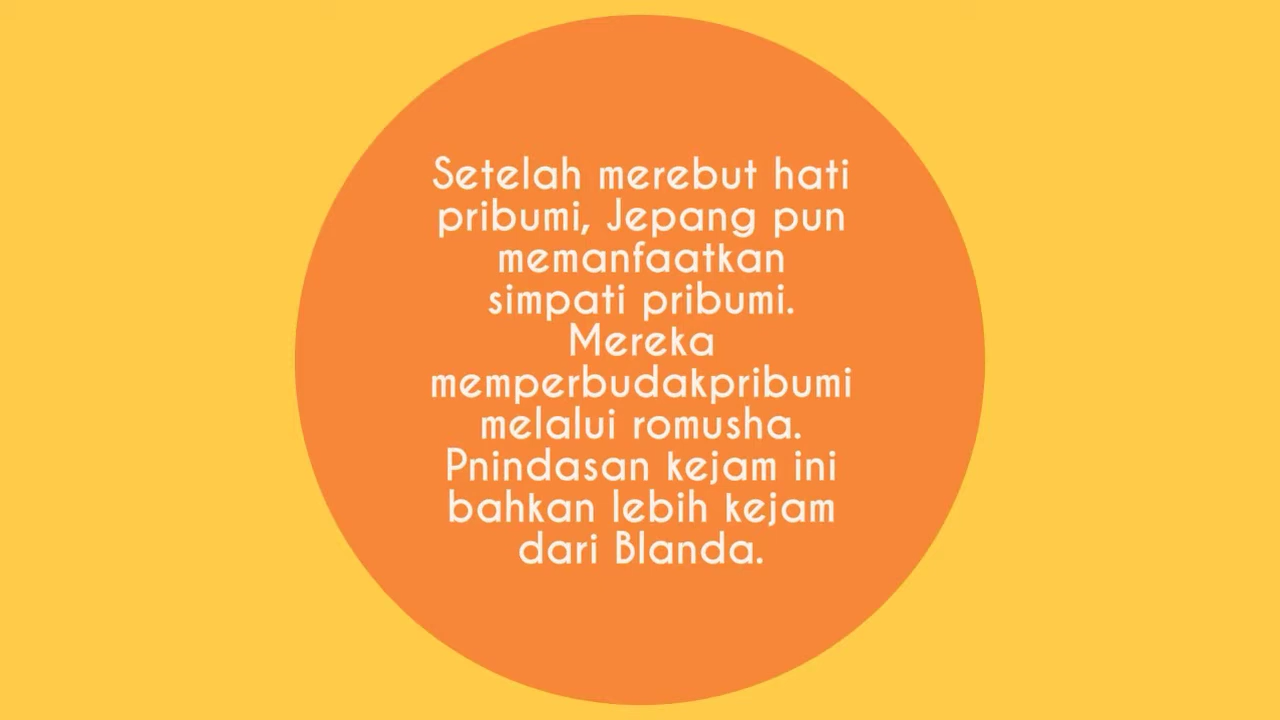 Setelah merebut hati
pribumi, Jepang pun
memanfaatkan
simpati pribumi.
Mereka
memperbudakpribumi
melalui romusha.
Pnindasan kejam ini
bahkan lebih kejam
dari Blanda.